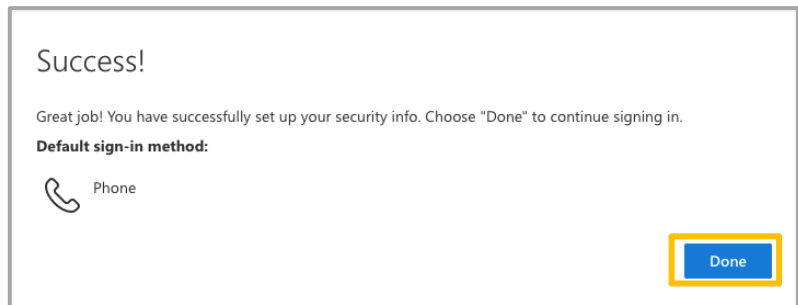 Success!
Great job! You have successfully set up your security info. Choose "Done" to continue signing in.
Default sign-in method:
Phone
Done